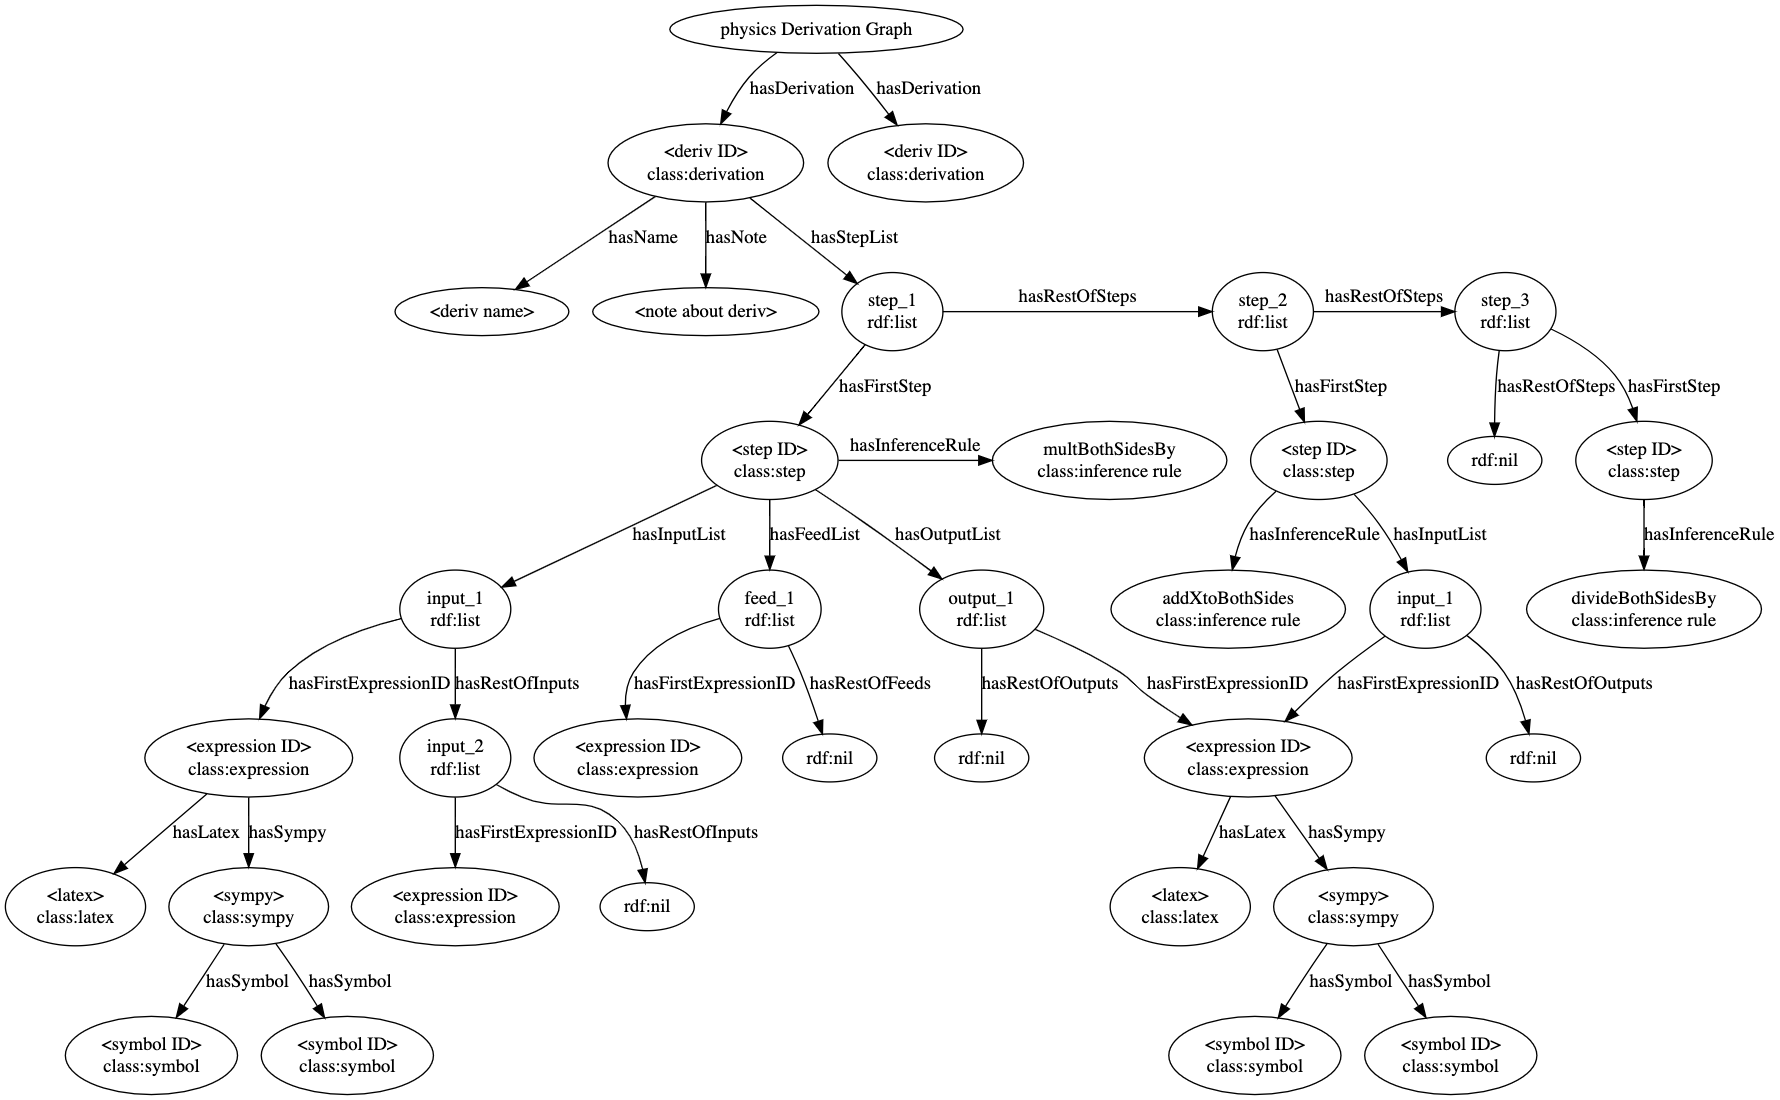 physics Derivation Graph
hasDerivation
hasDerivation
<deriv ID>
class:derivation
<deriv ID>
class:derivation
hasName
hasNote
hasStepList
<deriv name>
<note about deriv>
step_1
rdf:list
hasRestOfSteps
step_2
rdf:list
hasRestOfSteps
step_3
rdf:list
hasFirstStep
hasFirstStep
hasRestOfSteps
hasFirstStep
<step ID>
class:step
hasInferenceRule
multBothSidesBy
class:inference rule
<step ID>
class:step
rdf:nil
<step ID>
class:step
hasInputList
hasFeedList
hasOutputList
hasInferenceRule
hasInputList
hasInferenceRule
input_1
rdf:list
feed_1
rdf:list
output_1
rdf:list
addXtoBothSides
class:inference rule
input_1
rdf:list
divideBothSidesBy
class:inference rule
hasFirstExpressionID
hasRestOfInputs
hasFirstExpressionID
hasRestOfFeeds
hasRestOfOutputs
hasFirstExpressionID
hasFirstExpressionID
hasRestOfOutputs
<expression ID>
class:expression
input_2
rdf:list
<expression ID>
class:expression
rdf:nil
rdf:nil
<expression ID>
class:expression
rdf:nil
hasLatex
hasSympy
hasFirstExpressionID
hasRestOfInputs
hasLatex
hasSympy
<latex>
class:latex
<sympy>
class:sympy
<expression ID>
class:expression
rdf:nil
<latex>
class:latex
<sympy>
class:sympy
hasSymbol
hasSymbol
hasSymbol
hasSymbol
<symbol ID>
class:symbol
<symbol ID>
class:symbol
<symbol ID>
class:symbol
<symbol ID>
class:symbol